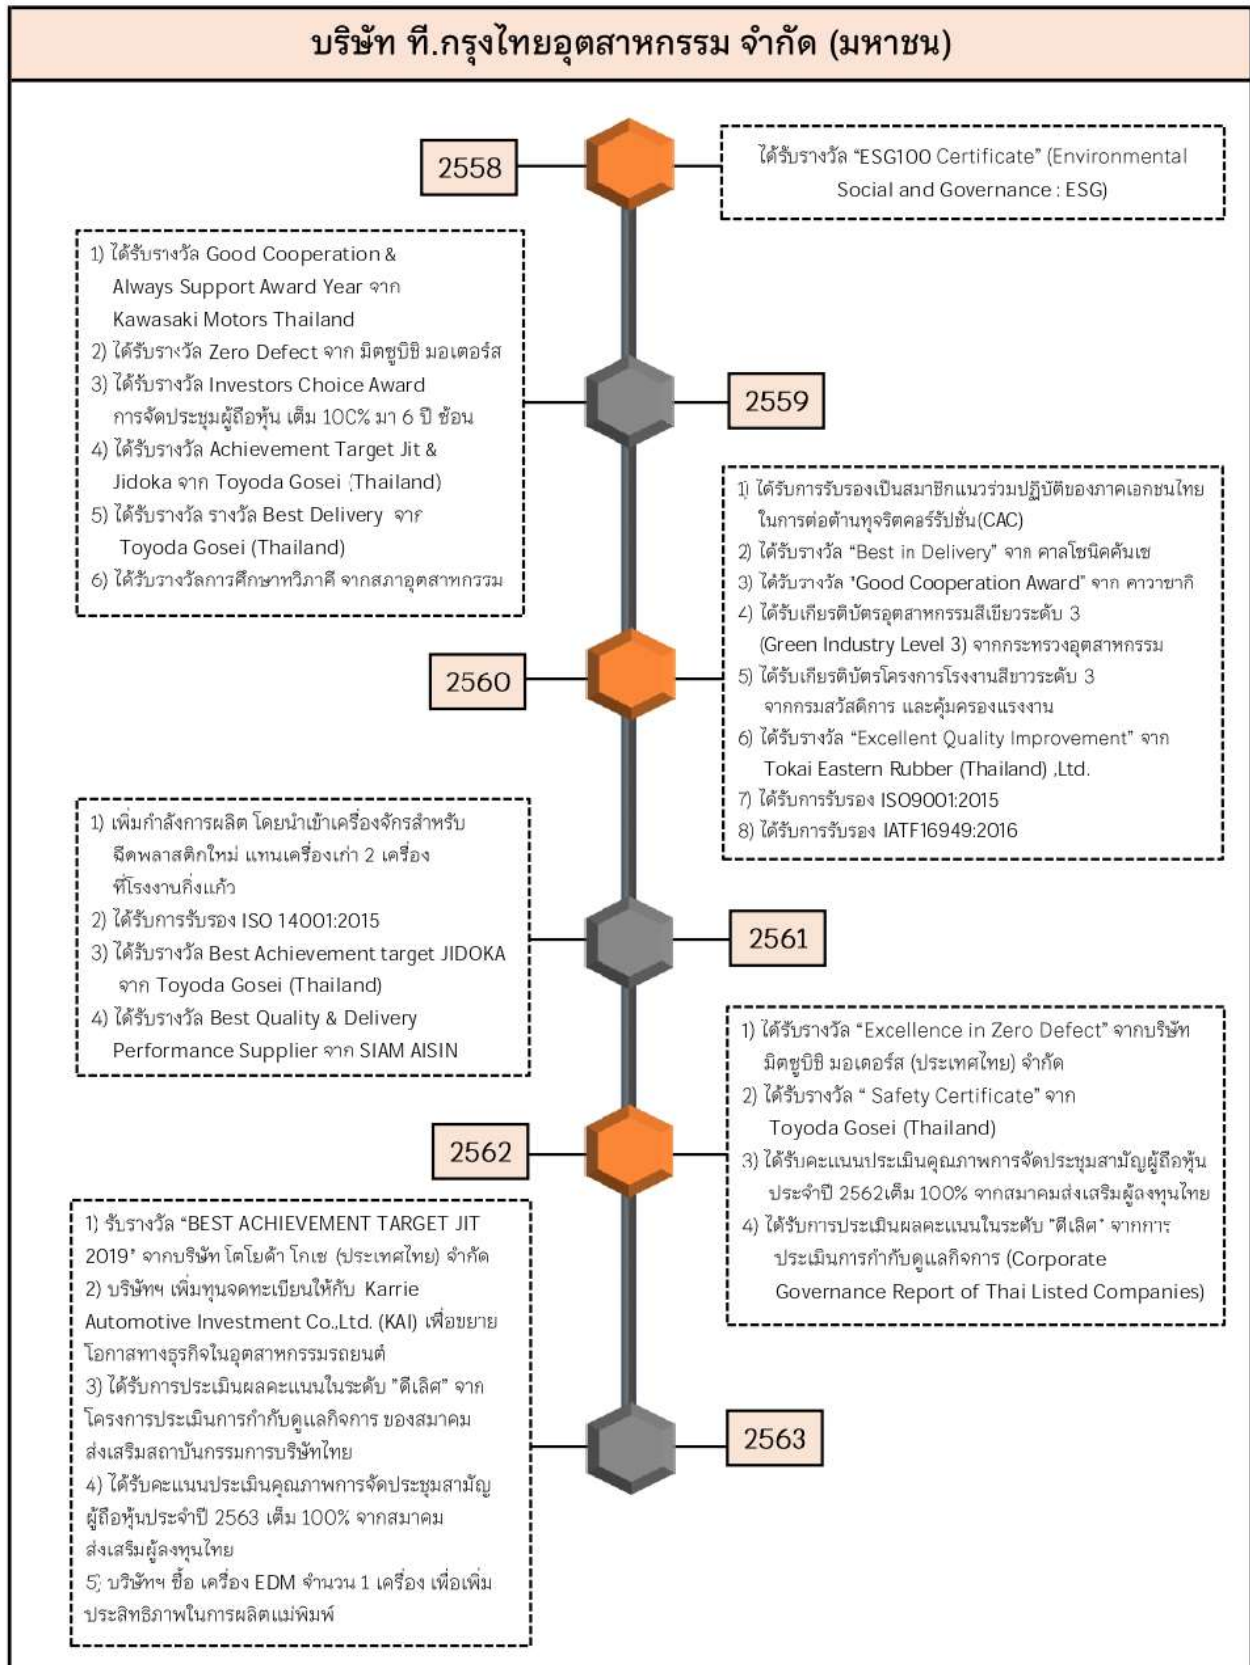 บริษัท ที.กรุงไทยอุตสาหกรรม จำกัด (มหาชน)
2558
ได้รับรางวัล “ESG100 Certificate” (Environmental
Social and Governance : ESG)
1) ได้รับรางวัล Good Cooperation &
Always Support Award Year จาก
Kawasaki Motors Thailand
2) ได้รับรางวัล Zero Defect จาก มิตซูบิชิ มอเตอร์ส
3) ได้รับรางวัล Investors Choice Award
การจัดประชุมผู้ถือหุ้น เต็ม 100% มา 6 ปี ซ้อน
4) ได้รับรางวัล Achievement Target Jit &
Jidoka จาก Toyoda Gosei (Thailand)
5) ได้รับรางวัล รางวัล Best Delivery จาก
Toyoda Gosei (Thailand)
6) ได้รับรางวัลการศึกษาทวิภาคี จากสภาอุตสาหกรรม
2559
2560
1) ได้รับการรับรองเป็นสมาชิกแนวร่วมปฏิบัติของภาคเอกชนไทย
ในการต่อต้านทุจริตคอร์รัปชั่น(CAC)
2) ได้รับรางวัล “Best in Delivery” จาก คาลโซนิคคันเซ
3) ได้รับรางวัล "Good Cooperation Award" จาก คาวาซากิ
4) ได้รับเกียรติบัตรอุตสาหกรรมสีเขียวระดับ 3
(Green Industry Level 3) จากกระทรวงอุตสาหกรรม
5) ได้รับเกียรติบัตรโครงการโรงงานสีขาวระดับ 3
จากกรมสวัสดิการ และคุ้มครองแรงงาน
6) ได้รับรางวัล “Excellent Quality Improvement” จาก
Tokai Eastern Rubber (Thailand) ,Ltd.
7) ได้รับการรับรอง ISO9001:2015
8) ได้รับการรับรอง IATF16949:2016
1) เพิ่มกำลังการผลิต โดยนำเข้าเครื่องจักรสำหรับ
ฉีดพลาสติกใหม่ แทนเครื่องเก่า 2 เครื่อง
ที่โรงงานกิ่งแก้ว
2) ได้รับการรับรอง ISO 14001:2015
3) ได้รับรางวัล Best Achievement target JIDOKA
จาก Toyoda Gosei (Thailand)
4) ได้รับรางวัล Best Quality & Delivery
Performance Supplier จาก SIAM AISIN
2561
2562
1) ได้รับรางวัล “Excellence in Zero Defect” จากบริษัท
มิตซูบิชิ มอเตอร์ส (ประเทศไทย) จำกัด
2) ได้รับรางวัล “ Safety Certificate” จาก
Toyoda Gosei (Thailand)
3) ได้รับคะแนนประเมินคุณภาพการจัดประชุมสามัญผู้ถือหุ้น
ประจำปี 2562เต็ม 100% จากสมาคมส่งเสริมผู้ลงทุนไทย
4) ได้รับการประเมินผลคะแนนในระดับ "ดีเลิศ" จากการ
ประเมินการกำกับดูแลกิจการ (Corporate
Governance Report of Thai Listed Companies)
1) รับรางวัล “BEST ACHIEVEMENT TARGET JIT
2019" จากบริษัท โตโยด้า โกเซ (ประเทศไทย) จำกัด
2) บริษัทฯ เพิ่มทุนจดทะเบียนให้กับ Karrie
Automotive Investment Co.,Ltd. (KAI) เพื่อขยาย
โอกาสทางธุรกิจในอุตสาหกรรมรถยนต์
3) ได้รับการประเมินผลคะแนนในระดับ "ดีเลิศ" จาก
โครงการประเมินการกำกับดูแลกิจการ ของสมาคม
ส่งเสริมสถาบันกรรมการบริษัทไทย
4) ได้รับคะแนนประเมินคุณภาพการจัดประชุมสามัญ
ผู้ถือหุ้นประจำปี 2563 เต็ม 100% จากสมาคม
ส่งเสริมผู้ลงทุนไทย
5) บริษัทฯ ซื้อ เครื่อง EDM จำนวน 1 เครื่อง เพื่อเพิ่ม
ประสิทธิภาพในการผลิตแม่พิมพ์
2563